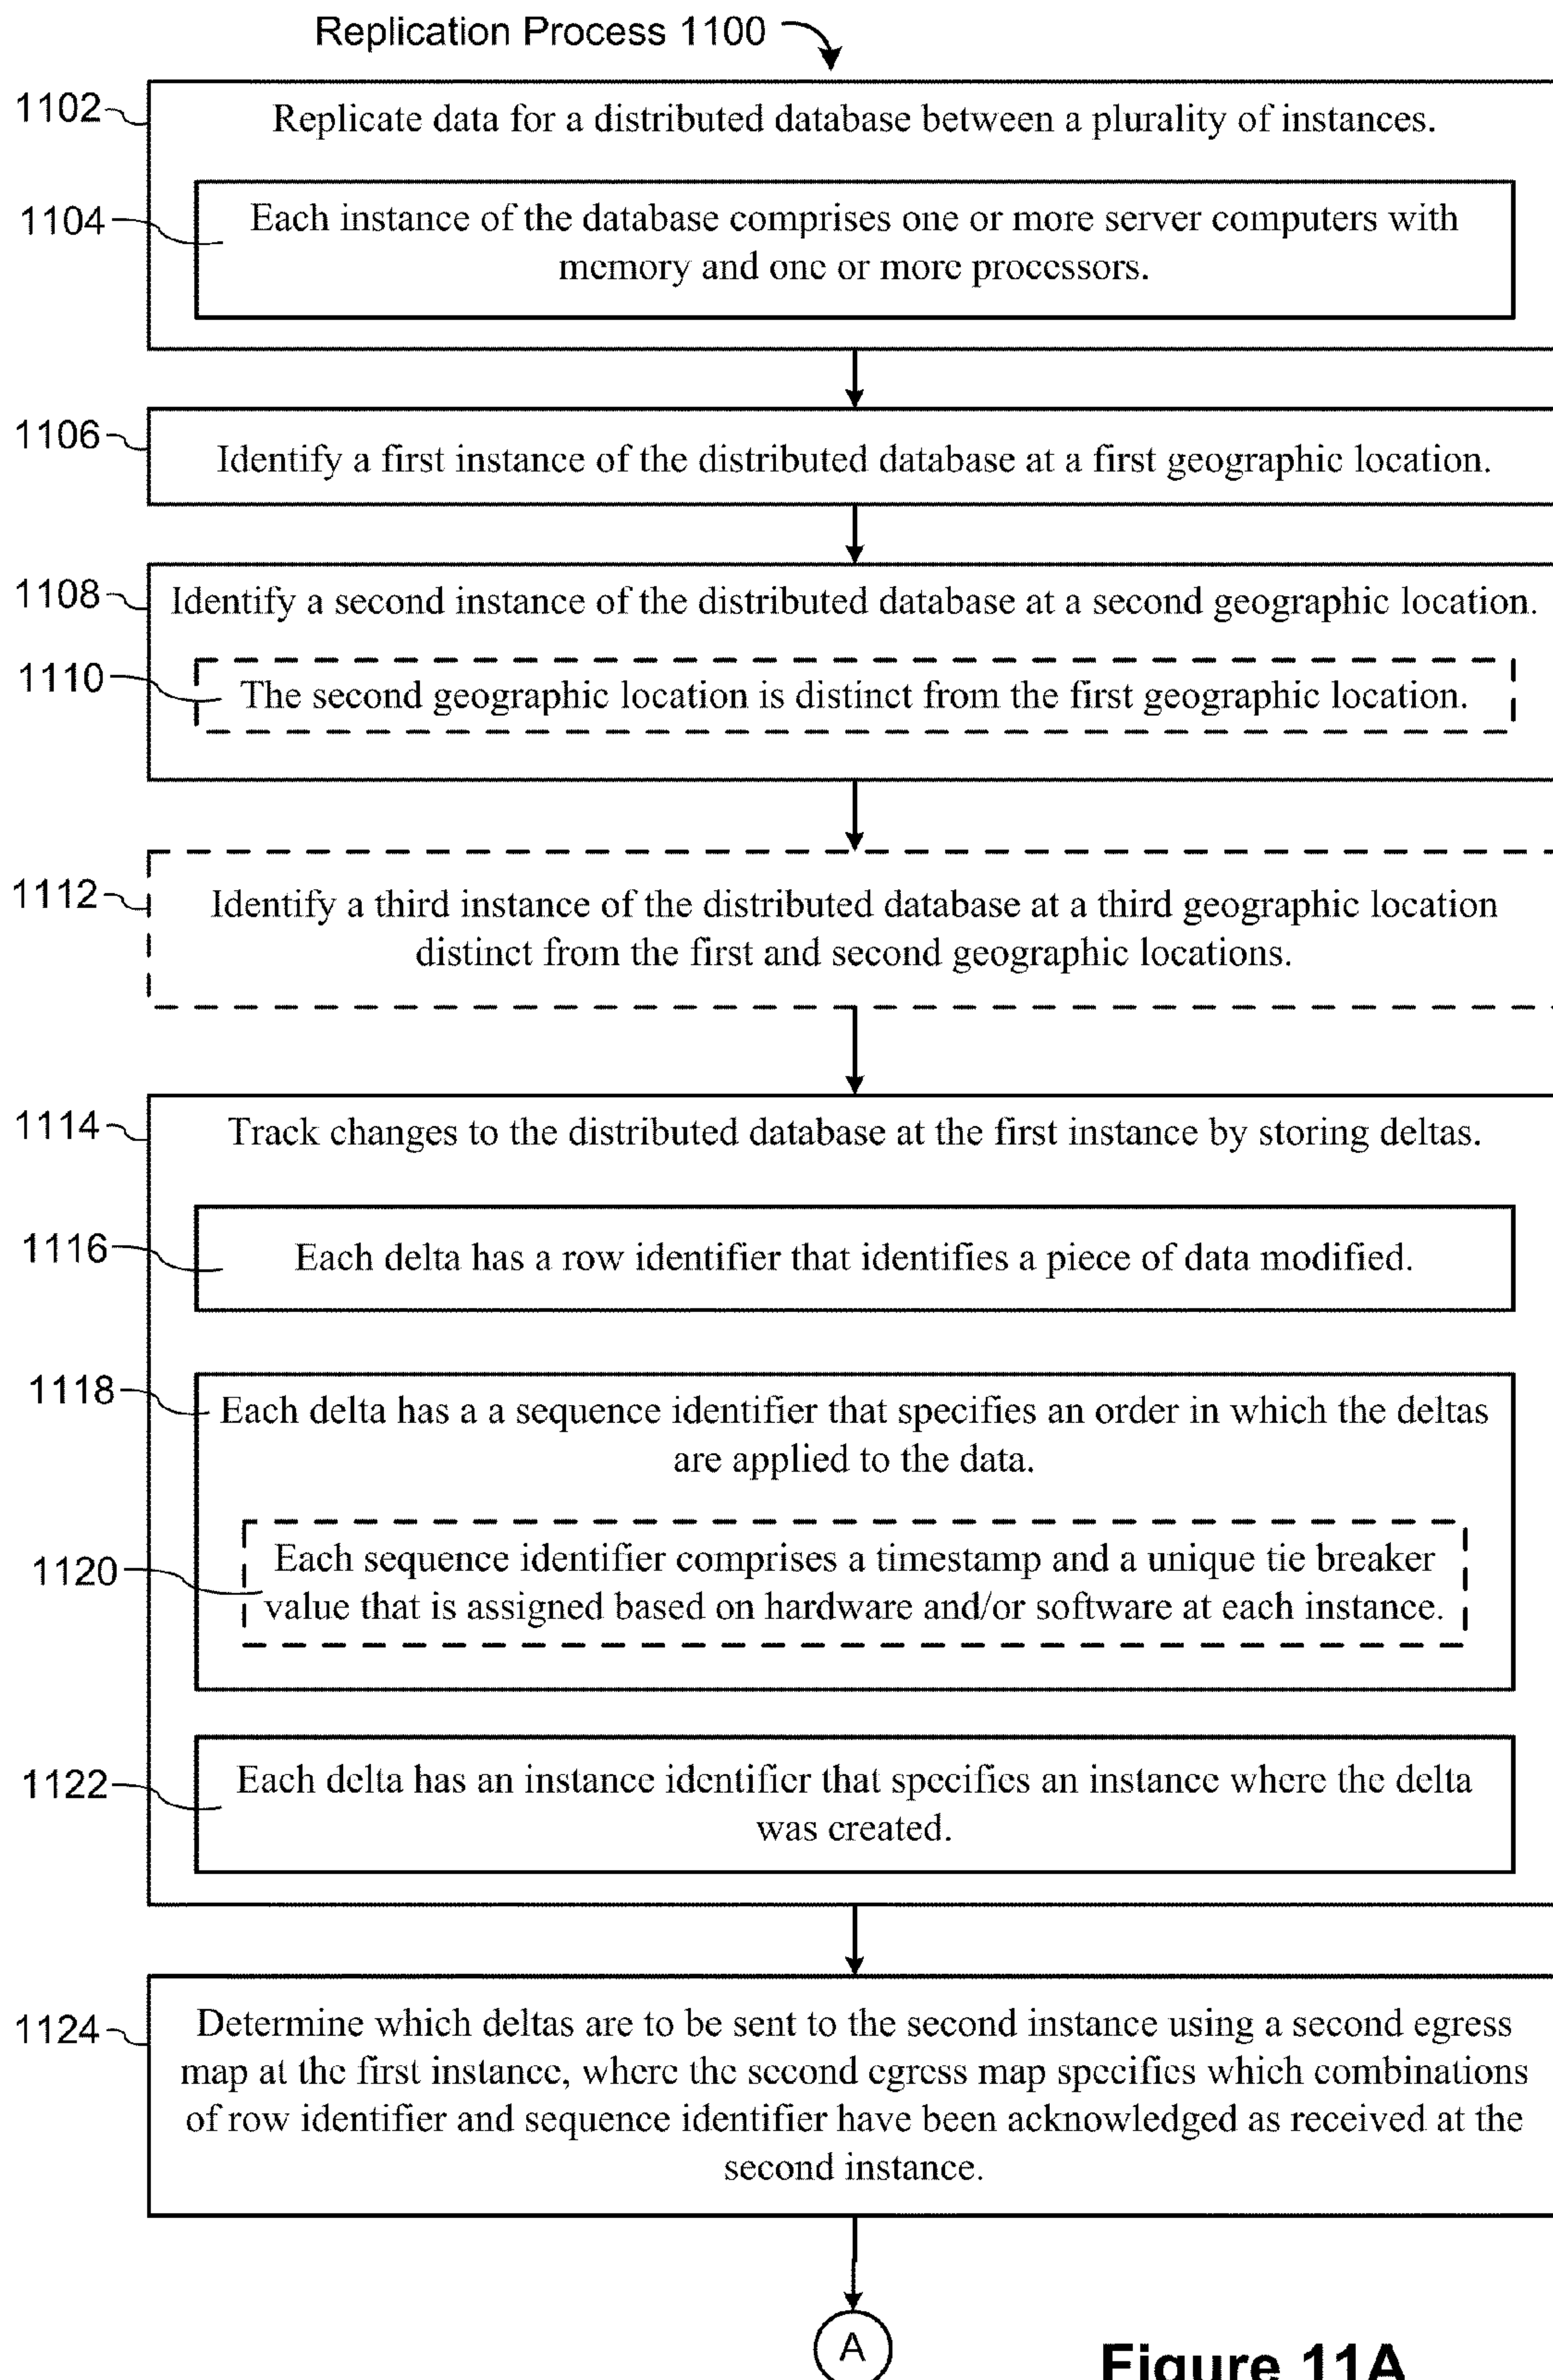 Replication Process 1100
1102
Replicate data for a distributed database between a plurality of instances.
1104
Each instance of the database comprises one or more server computers with
memory and one or more processors.
1106
Identify a first instance of the distributed database at a first geographic location.
1108
Identify a second instance of the distributed database at a second geographic location.
1110
The second geographic location is distinct from the first geographic location.
1112
Identify a third instance of the distributed database at a third geographic location
distinct from the first and second geographic locations.
1114
Track changes to the distributed database at the first instance by storing deltas.
1116
Each delta has a row identifier that identifies a piece of data modified.
1118
Each delta has a a sequence identifier that specifies an order in which the deltas
are applied to the data.
1120
Each sequence identifier comprises a timestamp and a unique tie breaker
value that is assigned based on hardware and/or software at each instance.
1122
Each delta has an instance identifier that specifies an instance where the delta
was created.
1124
Determine which deltas are to be sent to the second instance using a second egress
map at the first instance, where the second egress map specifies which combinations
of row identifier and sequence identifier have been acknowledged as received at the
second instance.
A
Figure 11A